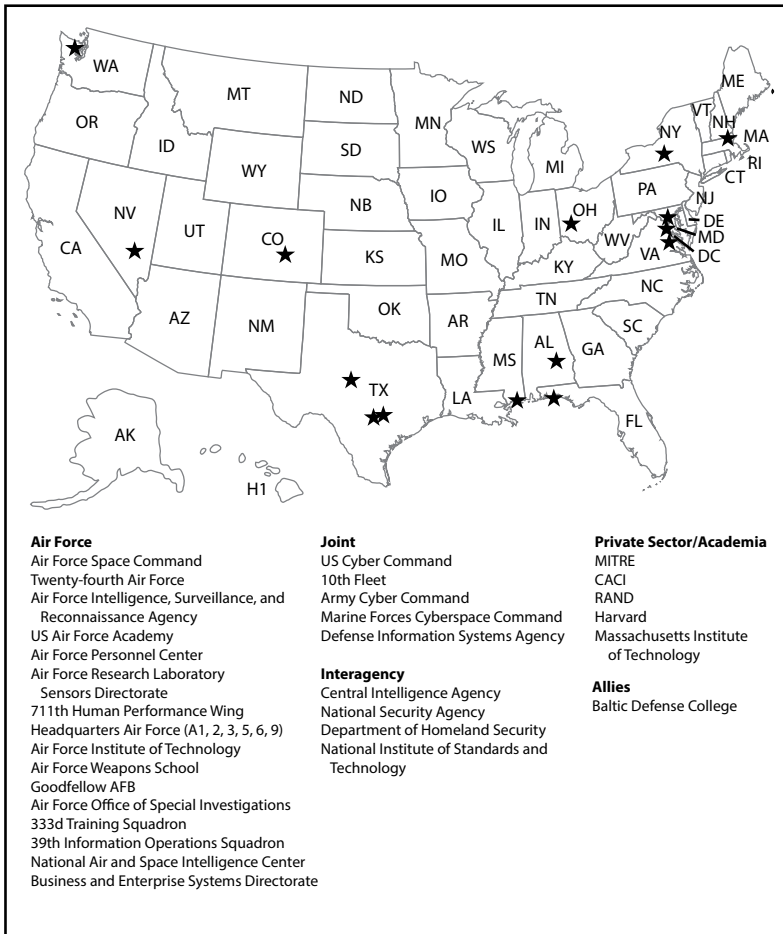 WA
MT
ND
MN
ME
VT
NH
MA
RI
CT
NY
OR
ID
SD
WS
MI
WY
PA
NJ
IO
NB
NV
UT
CO
CA
IL
IN
OH
DE
MD
DC
WV
VA
KS
MO
KY
NC
TN
AZ
NM
OK
AR
SC
MS
AL
GA
TX
LA
FL
AK
H1
Air Force
Air Force Space Command
Twenty-fourth Air Force
Air Force Intelligence, Surveillance, and
Reconnaissance Agency
US Air Force Academy
Air Force Personnel Center
Air Force Research Laboratory
Sensors Directorate
711th Human Performance Wing
Headquarters Air Force (A1, 2, 3, 5, 6, 9)
Air Force Institute of Technology
Air Force Weapons School
Goodfellow AFB
Air Force Office of Special Investigations
333d Training Squadron
39th Information Operations Squadron
National Air and Space Intelligence Center
Business and Enterprise Systems Directorate
Joint
US Cyber Command
10th Fleet
Army Cyber Command
Marine Forces Cyberspace Command
Defense Information Systems Agency
Interagency
Central Intelligence Agency
National Security Agency
Department of Homeland Security
National Institute of Standards and
Technology
Private Sector/Academia
MITRE
CACI
RAND
Harvard
Massachusetts Institute
of Technology
Allies
Baltic Defense College